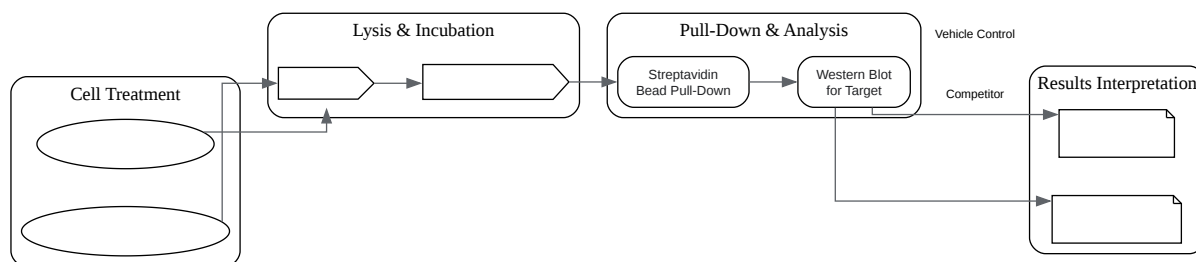 Cell Treatment
Lysis & Incubation
Pull-Down & Analysis
Streptavidin
Bead Pull-Down
Western Blot
for Target
Vehicle Control
Competitor
Results Interpretation